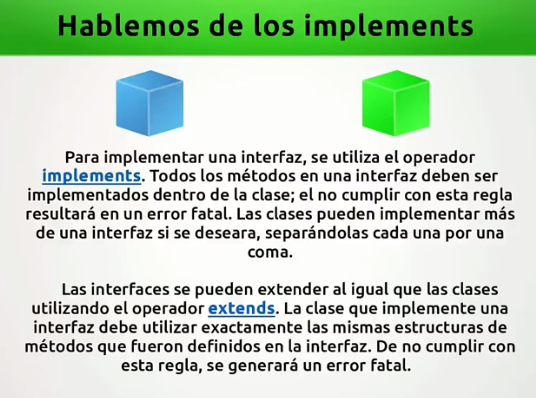 Hablemos de los implements
Para implementar una interfaz, se utiliza el operador
implements. Todos los métodos en una interfaz deben ser
implementados dentro de la clase; el no cumplir con esta regla
resultará en un error fatal. Las clases pueden implementar más
de una interfaz si se deseara, separándolas cada una por una
coma.
Las interfaces se pueden extender al igual que las clases
utilizando el operador extends. La clase que implemente una
interfaz debe utilizar exactamente las mismas estructuras de
métodos que fueron definidos en la interfaz. De no cumplir con
esta regla, se generará un error fatal.